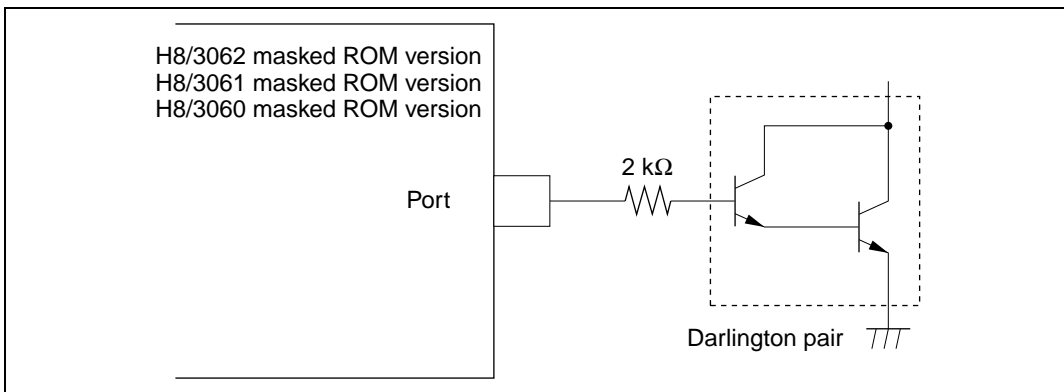 H8/3062 masked ROM version
H8/3061 masked ROM version
H8/3060 masked ROM version
2 kΩ
Port
Darlington pair